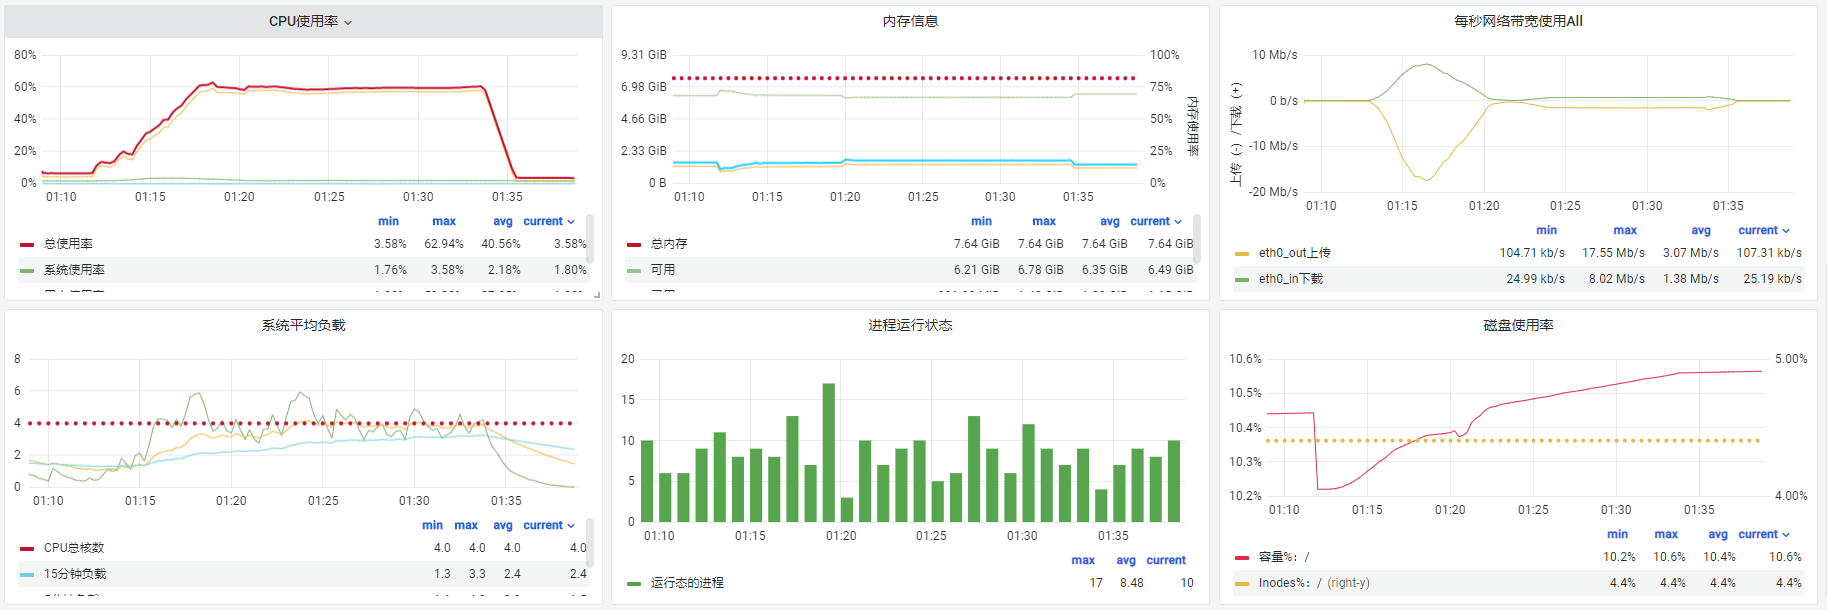 CPU使用率
80%
60%
40%
20%
0%
01:10 01:15 01:20 01:25 01:30 01:35
min max avg current
总使用率 3.58% 62.94% 40.56% 3.58%
系统使用率 1.76% 3.58% 2.18% 1.80%
内存信息
9.31 GiB 100%
6.98 GiB 75%
4.66 GiB 50%
2.33 GiB 25%
0 B 0%
内存使用率
01:10 01:15 01:20 01:25 01:30 01:35
min max avg current
总内存 7.64 GiB 7.64 GiB 7.64 GiB 7.64 GiB
可用 6.21 GiB 6.78 GiB 6.35 GiB 6.49 GiB
每秒网络带宽使用All
上传（-）/下载（+）
10 Mb/s
0 b/s
-10 Mb/s
-20 Mb/s
01:10 01:15 01:20 01:25 01:30 01:35
min max avg current
eth0_out上传 104.71 kb/s 17.55 Mb/s 3.07 Mb/s 107.31 kb/s
eth0_in下载 24.99 kb/s 8.02 Mb/s 1.38 Mb/s 25.19 kb/s
系统平均负载
8
6
4
2
0
01:10 01:15 01:20 01:25 01:30 01:35
min max avg current
CPU总核数 4.0 4.0 4.0 4.0
15分钟负载 1.3 3.3 2.4 2.4
进程运行状态
20
15
10
5
0
01:10 01:15 01:20 01:25 01:30 01:35
max avg current
运行态的进程 17 8.48 10
磁盘使用率
10.6% 5.00%
10.5%
10.4%
10.3%
10.2% 4.00%
01:10 01:15 01:20 01:25 01:30 01:35
min max avg current
容量%：/ 10.2% 10.6% 10.4% 10.6%
Inodes%：/ (right-y) 4.4% 4.4% 4.4% 4.4%